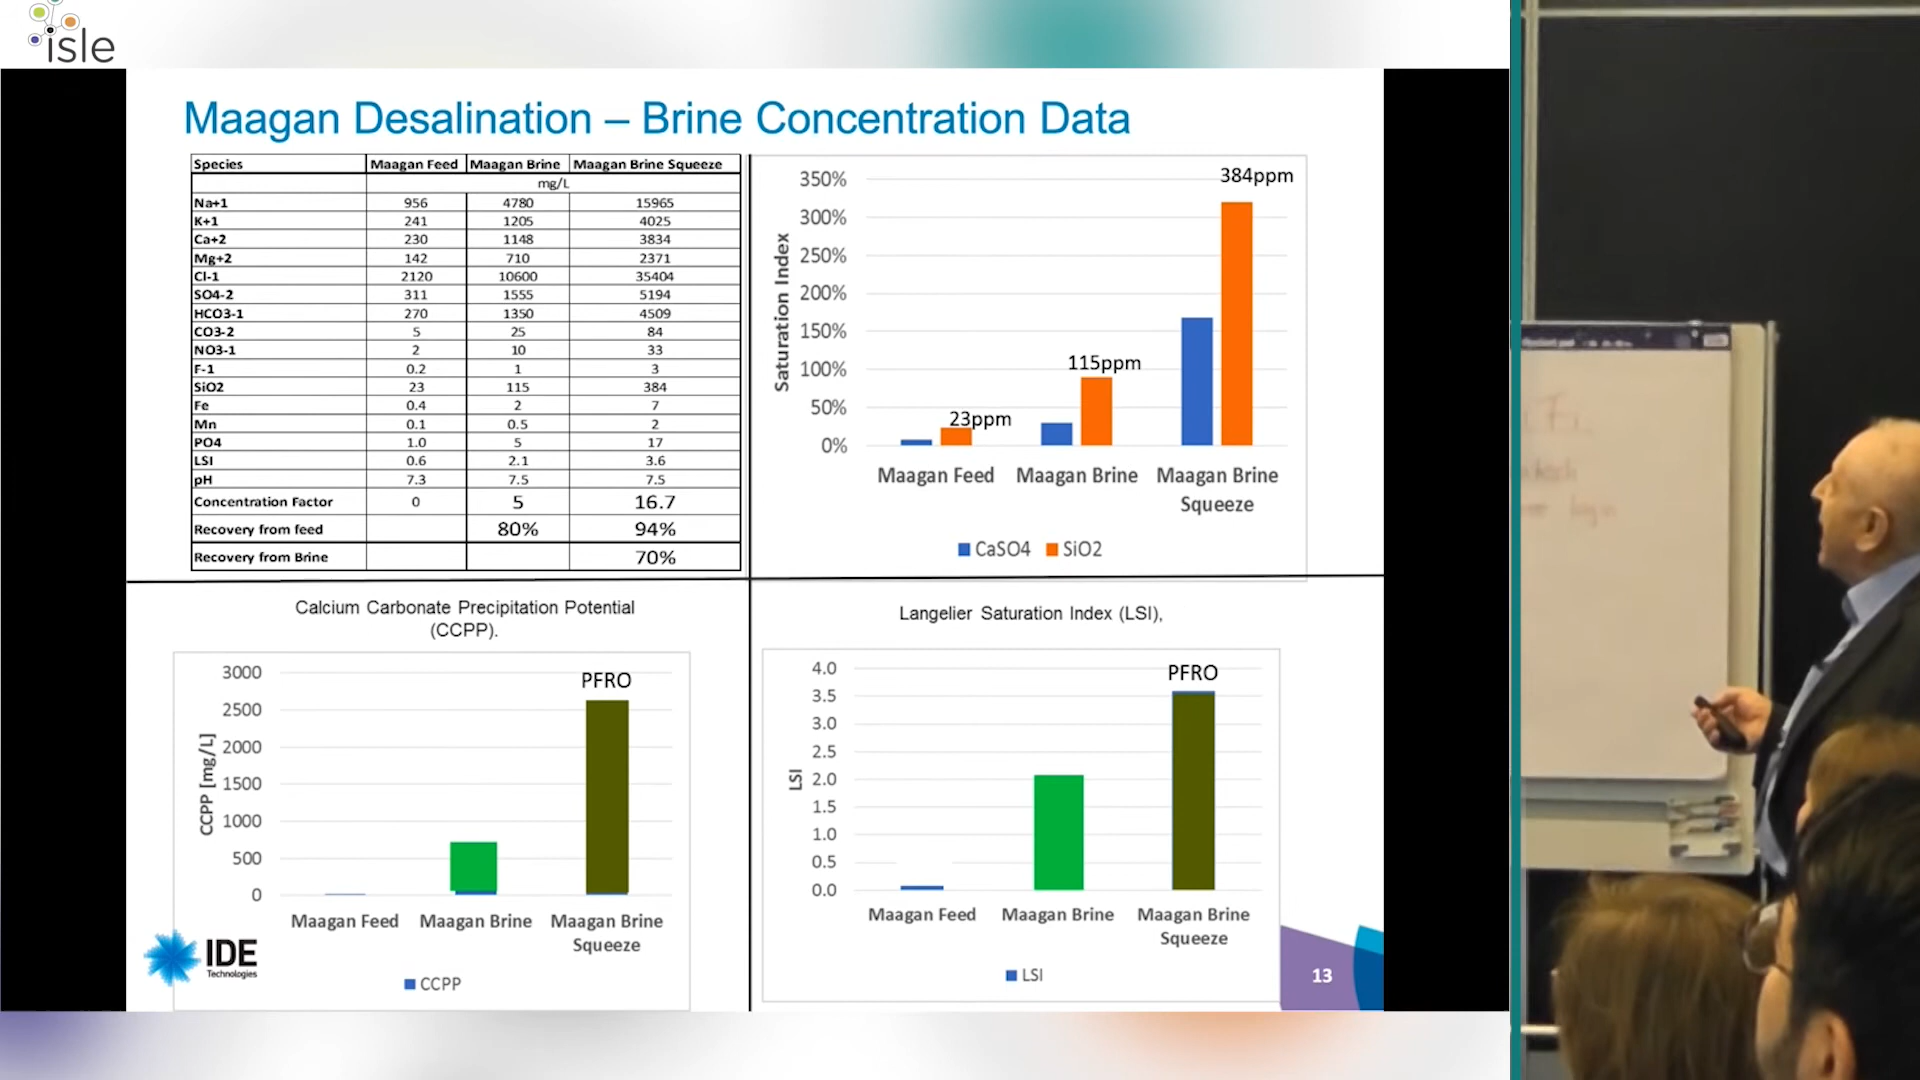 isle
Maagan Desalination – Brine Concentration Data
Species Maagan Feed Maagan Brine Maagan Brine Squeeze
mg/L
Na+1 956 4780 15965
K+1 241 1205 4025
Ca+2 230 1148 3834
Mg+2 142 710 2371
Cl-1 2120 10600 35404
SO4-2 311 1555 5194
HCO3-1 270 1350 4509
CO3-2 5 25 84
NO3-1 2 10 33
F-1 0.2 1 3
SiO2 23 115 384
Fe 0.4 2 7
Mn 0.1 0.5 2
PO4 1.0 5 17
LSI 0.6 2.1 3.6
pH 7.3 7.5 7.5
Concentration Factor 0 5 16.7
Recovery from feed 80% 94%
Recovery from Brine 70%
Saturation Index
350%
300%
250%
200%
150%
100%
50%
0%
23ppm
115ppm
384ppm
Maagan Feed Maagan Brine Maagan Brine
Squeeze
CaSO4 SiO2
Calcium Carbonate Precipitation Potential
(CCPP).
CCPP [mg/L]
3000
2500
2000
1500
1000
500
0
PFRO
Maagan Feed Maagan Brine Maagan Brine
Squeeze
CCPP
IDE
Technologies
Langelier Saturation Index (LSI),
LSI
4.0
3.5
3.0
2.5
2.0
1.5
1.0
0.5
0.0
PFRO
Maagan Feed Maagan Brine Maagan Brine
Squeeze
LSI
13